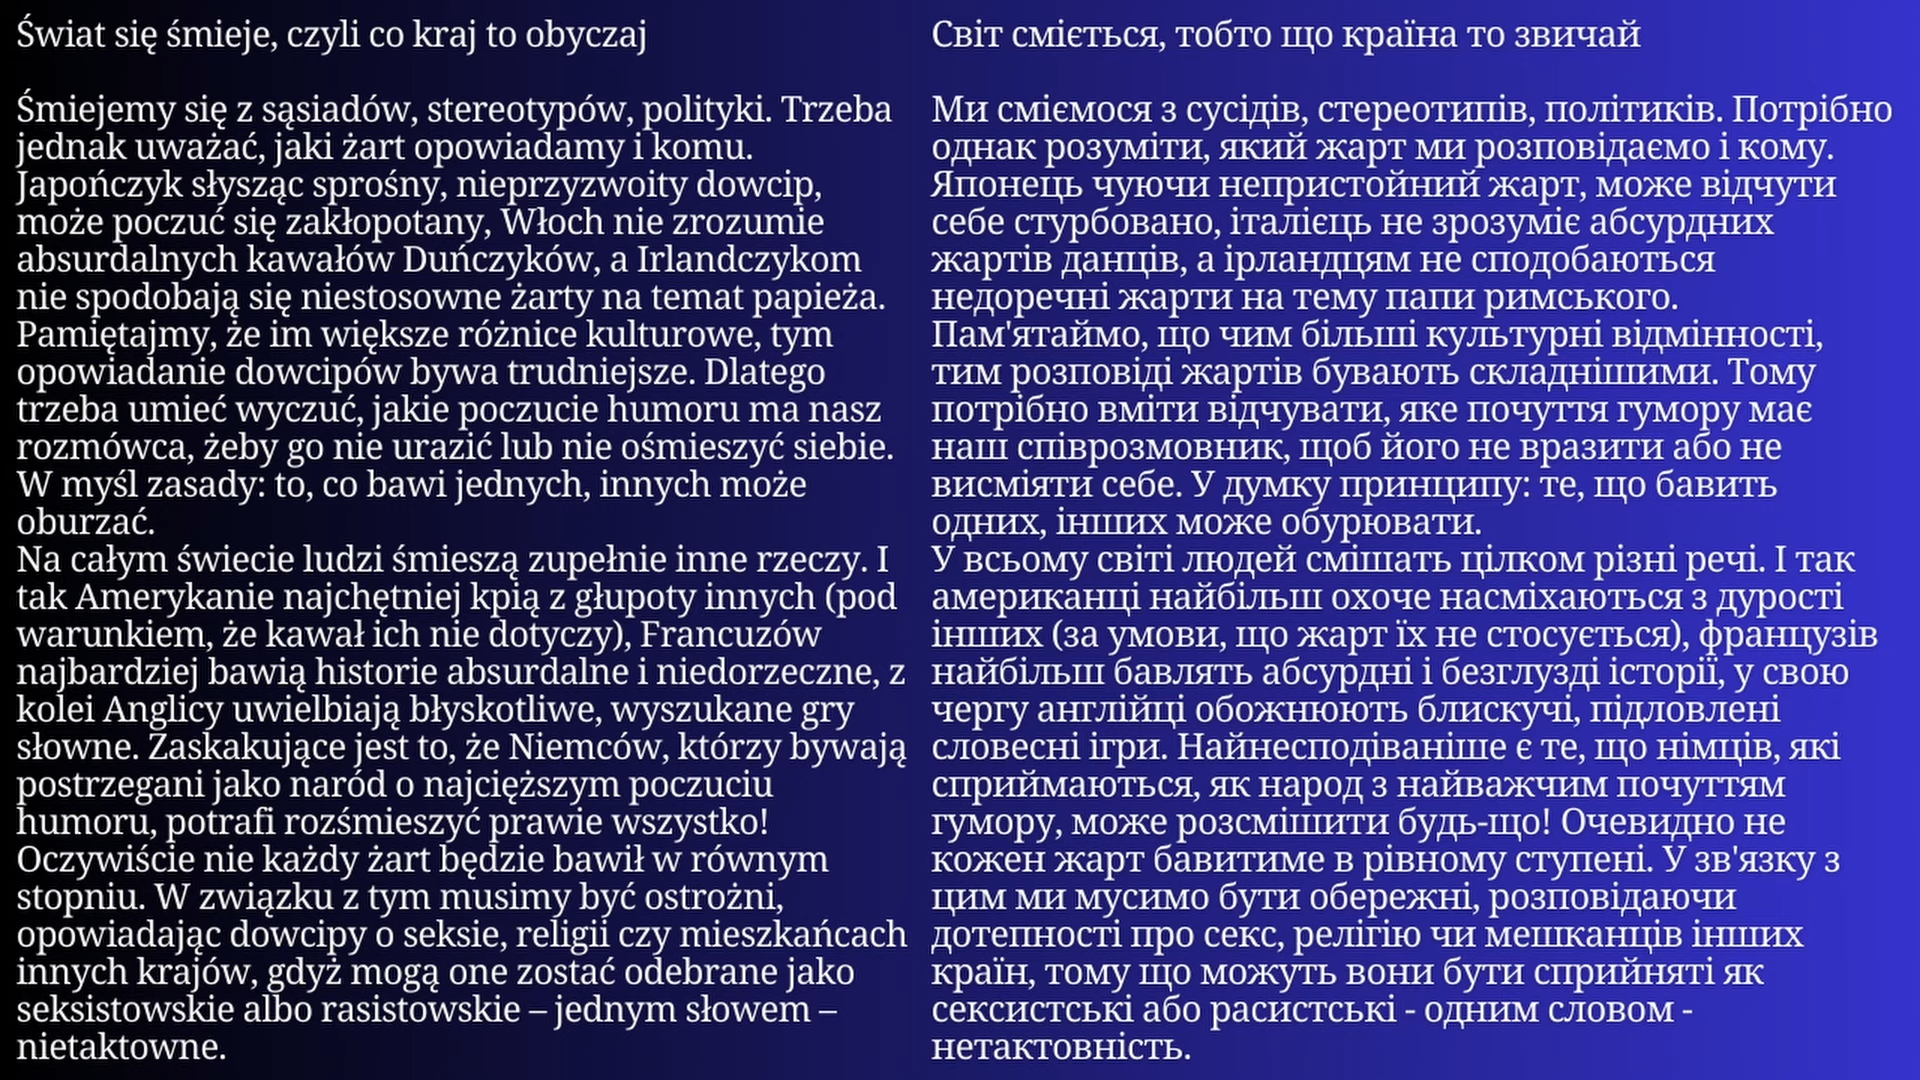 Świat się śmieje, czyli co kraj to obyczaj
Śmiejemy się z sąsiadów, stereotypów, polityki. Trzeba
jednak uważać, jaki żart opowiadamy i komu.
Japończyk słysząc sprośny, nieprzyzwoity dowcip,
może poczuć się zakłopotany, Włoch nie zrozumie
absurdalnych kawałów Duńczyków, a Irlandczykom
nie spodobają się niestosowne żarty na temat papieża.
Pamiętajmy, że im większe różnice kulturowe, tym
opowiadanie dowcipów bywa trudniejsze. Dlatego
trzeba umieć wyczuć, jakie poczucie humoru ma nasz
rozmówca, żeby go nie urazić lub nie ośmieszyć siebie.
W myśl zasady: to, co bawi jednych, innych może
oburzać.
Na całym świecie ludzi śmieszą zupełnie inne rzeczy. I
tak Amerykanie najchętniej kpią z głupoty innych (pod
warunkiem, że kawał ich nie dotyczy), Francuzów
najbardziej bawią historie absurdalne i niedorzeczne, z
kolei Anglicy uwielbiają błyskotliwe, wyszukane gry
słowne. Zaskakujące jest to, że Niemców, którzy bywają
postrzegani jako naród o najcięższym poczuciu
humoru, potrafi rozśmieszyć prawie wszystko!
Oczywiście nie każdy żart będzie bawił w równym
stopniu. W związku z tym musimy być ostrożni,
opowiadając dowcipy o seksie, religii czy mieszkańcach
innych krajów, gdyż mogą one zostać odebrane jako
seksistowskie albo rasistowskie – jednym słowem –
nietaktowne.
Світ сміється, тобто що країна то звичай
Ми сміємося з сусідів, стереотипів, політиків. Потрібно
однак розуміти, який жарт ми розповідаємо і кому.
Японець чуючи непристойний жарт, може відчути
себе стурбовано, італієць не зрозуміє абсурдних
жартів данців, а ірландцям не сподобаються
недоречні жарти на тему папи римського.
Пам'ятаймо, що чим більші культурні відмінності,
тим розповіді жартів бувають складнішими. Тому
потрібно вміти відчувати, яке почуття гумору має
наш співрозмовник, щоб його не вразити або не
висміяти себе. У думку принципу: те, що бавить
одних, інших може обурювати.
У всьому світі людей смішать цілком різні речі. І так
американці найбільш охоче насміхаються з дурості
інших (за умови, що жарт їх не стосується), французів
найбільш бавлять абсурдні і безглузді історії, у свою
чергу англійці обожнюють блискучі, підловлені
словесні ігри. Найнесподіваніше є те, що німців, які
сприймаються, як народ з найважчим почуттям
гумору, може розсмішити будь-що! Очевидно не
кожен жарт бавитиме в рівному ступені. У зв'язку з
цим ми мусимо бути обережні, розповідаючи
дотепності про секс, релігію чи мешканців інших
країн, тому що можуть вони бути сприйняті як
сексистські або расистські - одним словом -
нетактовність.